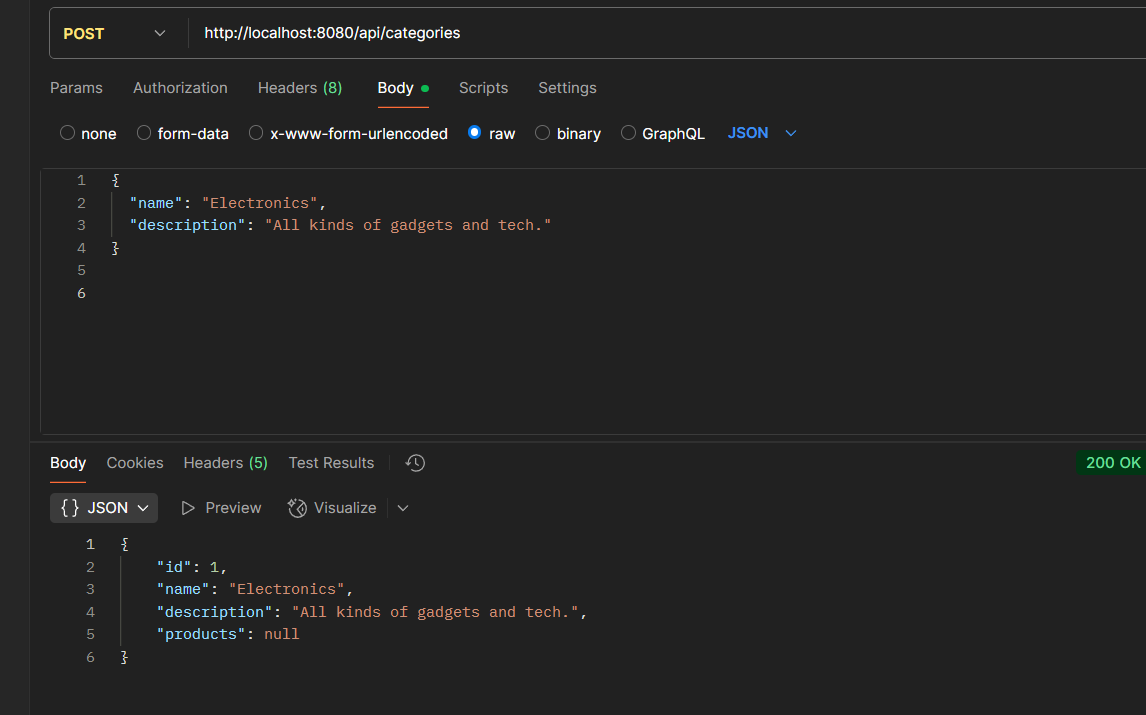 POST http://localhost:8080/api/categories
Params Authorization Headers (8) Body Scripts Settings
none form-data x-www-form-urlencoded raw binary GraphQL JSON
1 {
2 "name": "Electronics",
3 "description": "All kinds of gadgets and tech."
4 }
5
6
Body Cookies Headers (5) Test Results 200 OK
{} JSON Preview Visualize
1 {
2 "id": 1,
3 "name": "Electronics",
4 "description": "All kinds of gadgets and tech.",
5 "products": null
6 }